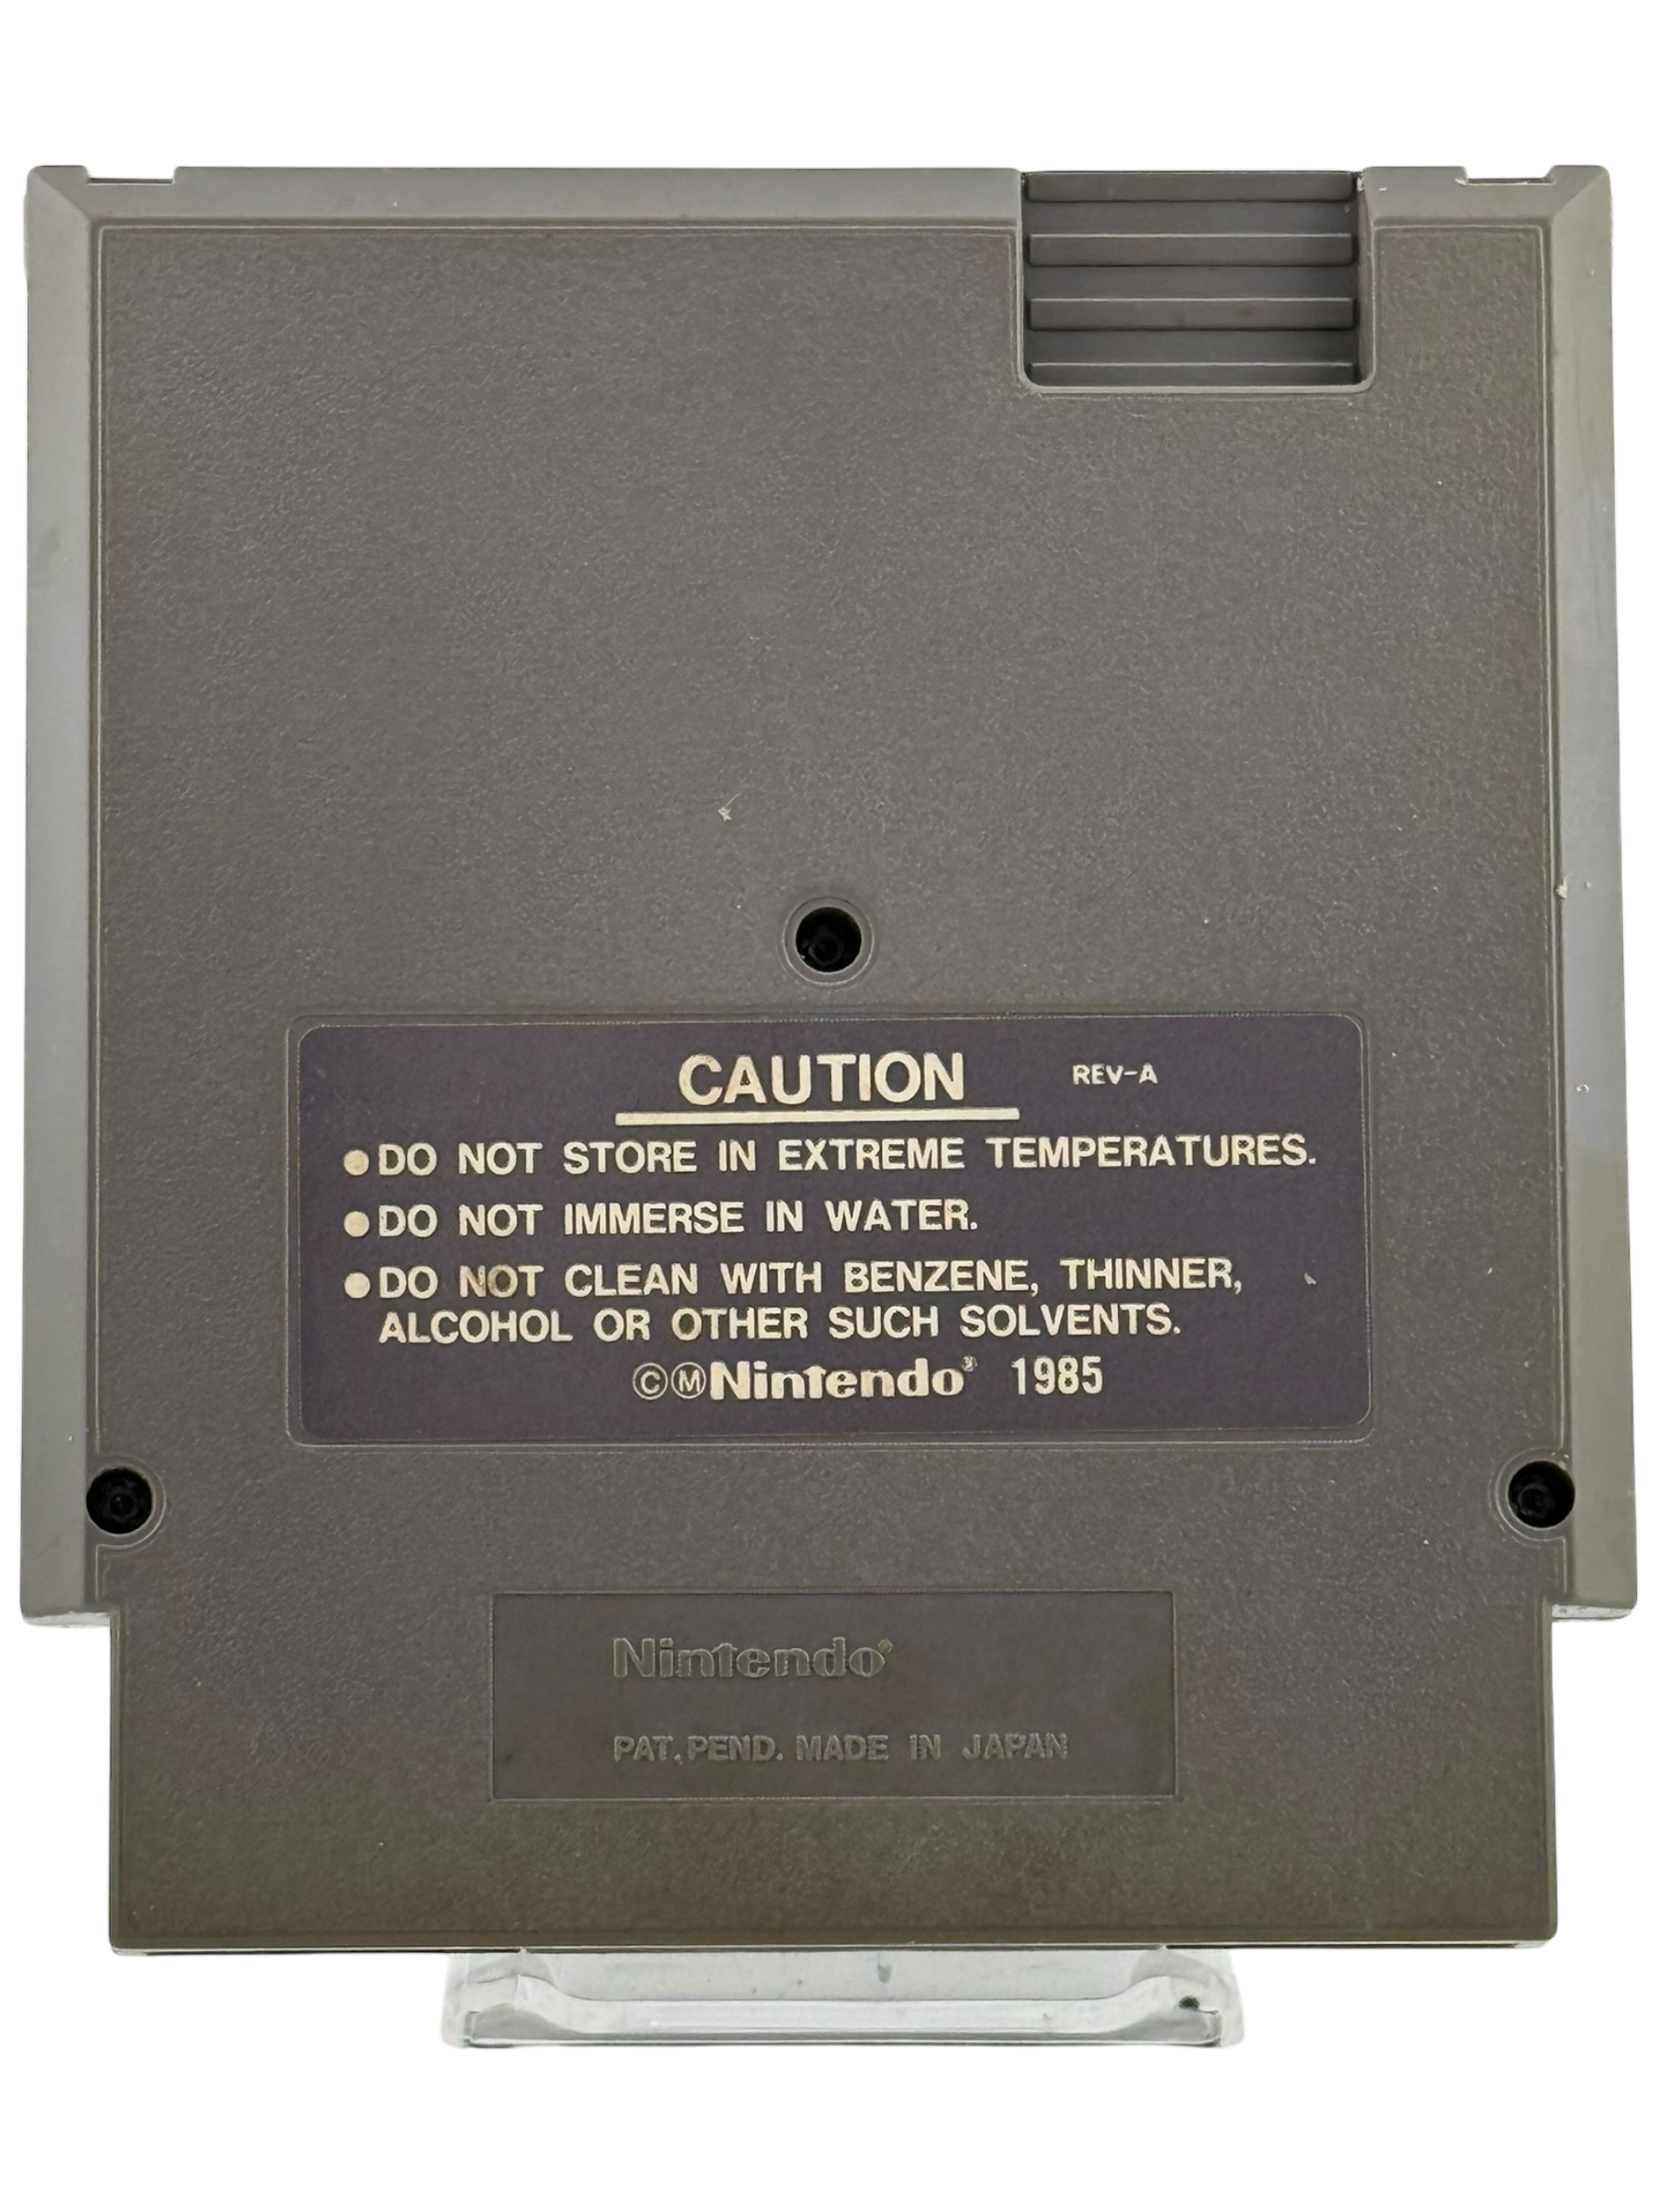 CAUTION REV-A
●DO NOT STORE IN EXTREME TEMPERATURES.
●DO NOT IMMERSE IN WATER.
●DO NOT CLEAN WITH BENZENE, THINNER,
ALCOHOL OR OTHER SUCH SOLVENTS.
©ⓂNintendo® 1985
Nintendo®
PAT. PEND. MADE IN JAPAN